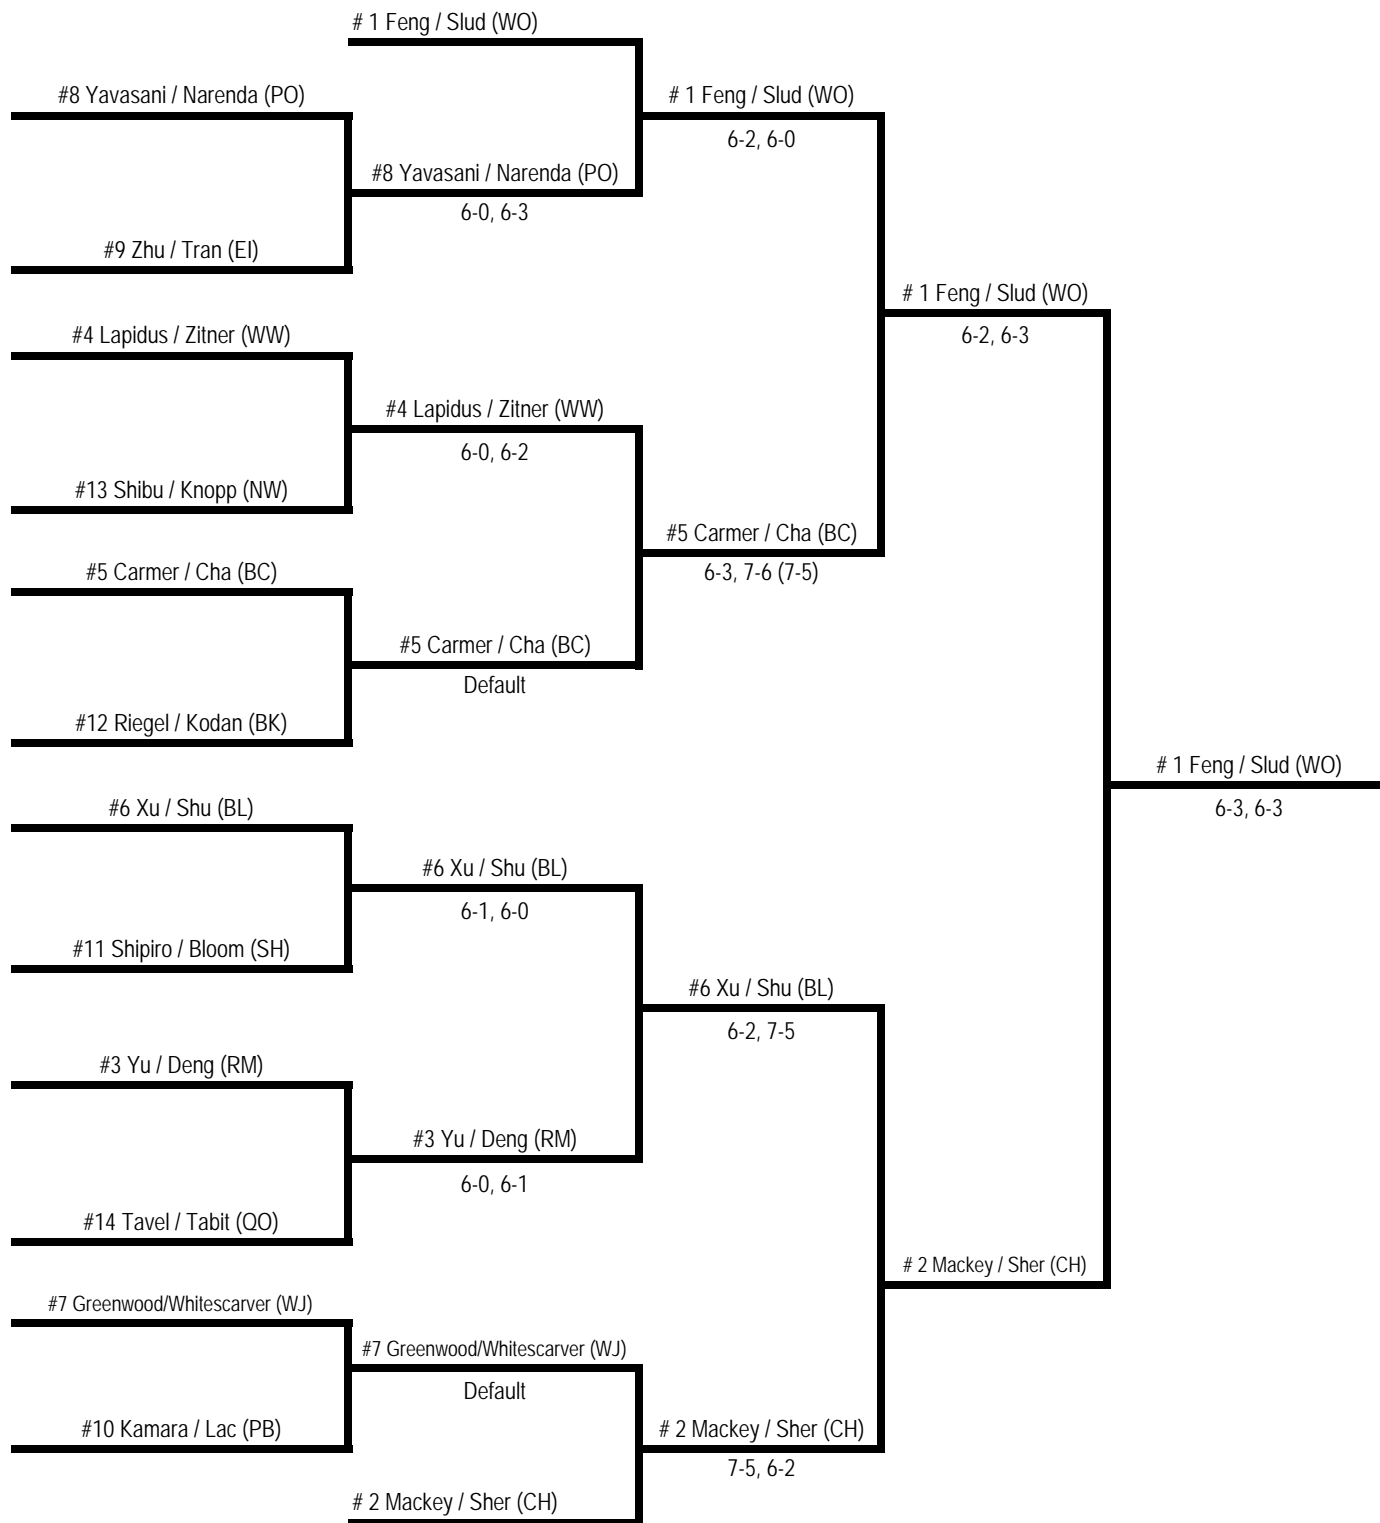 # 1 Feng / Slud (WO)
#8 Yavasani / Narenda (PO)
# 1 Feng / Slud (WO)
6-2, 6-0
#8 Yavasani / Narenda (PO)
6-0, 6-3
#9 Zhu / Tran (EI)
# 1 Feng / Slud (WO)
6-2, 6-3
#4 Lapidus / Zitner (WW)
#4 Lapidus / Zitner (WW)
6-0, 6-2
#13 Shibu / Knopp (NW)
#5 Carmer / Cha (BC)
6-3, 7-6 (7-5)
#5 Carmer / Cha (BC)
#5 Carmer / Cha (BC)
Default
#12 Riegel / Kodan (BK)
# 1 Feng / Slud (WO)
6-3, 6-3
#6 Xu / Shu (BL)
#6 Xu / Shu (BL)
6-1, 6-0
#11 Shipiro / Bloom (SH)
#6 Xu / Shu (BL)
6-2, 7-5
#3 Yu / Deng (RM)
#3 Yu / Deng (RM)
6-0, 6-1
#14 Tavel / Tabit (QO)
# 2 Mackey / Sher (CH)
#7 Greenwood/Whitescarver (WJ)
#7 Greenwood/Whitescarver (WJ)
Default
#10 Kamara / Lac (PB)
# 2 Mackey / Sher (CH)
7-5, 6-2
# 2 Mackey / Sher (CH)